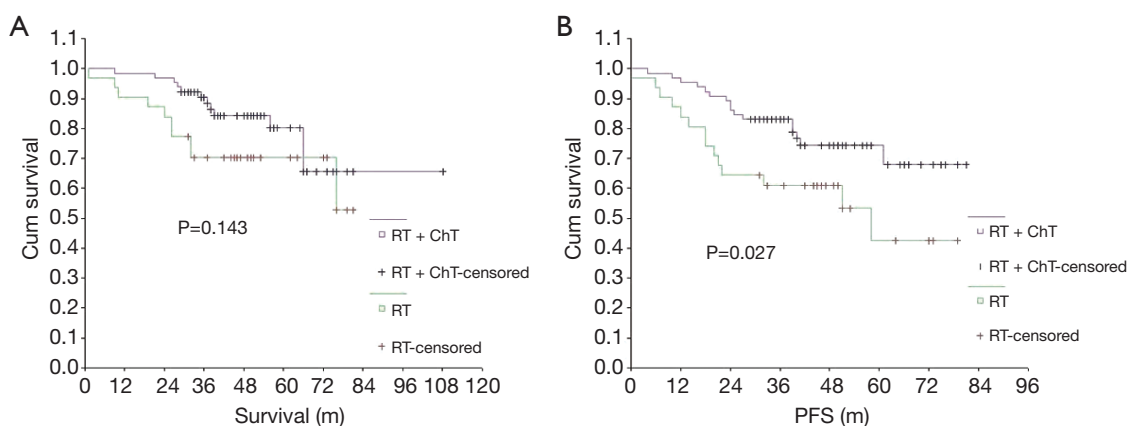 A
Cum survival
1.1
1.0
0.9
0.8
0.7
0.6
0.5
0.4
0.3
0.2
0.1
0.0
0 12 24 36 48 60 72 84 96 108 120
Survival (m)
P=0.143
RT + ChT
RT + ChT-censored
RT
RT-censored
B
Cum survival
1.1
1.0
0.9
0.8
0.7
0.6
0.5
0.4
0.3
0.2
0.1
0.0
0 12 24 36 48 60 72 84 96
PFS (m)
P=0.027
RT + ChT
RT + ChT-censored
RT
RT-censored